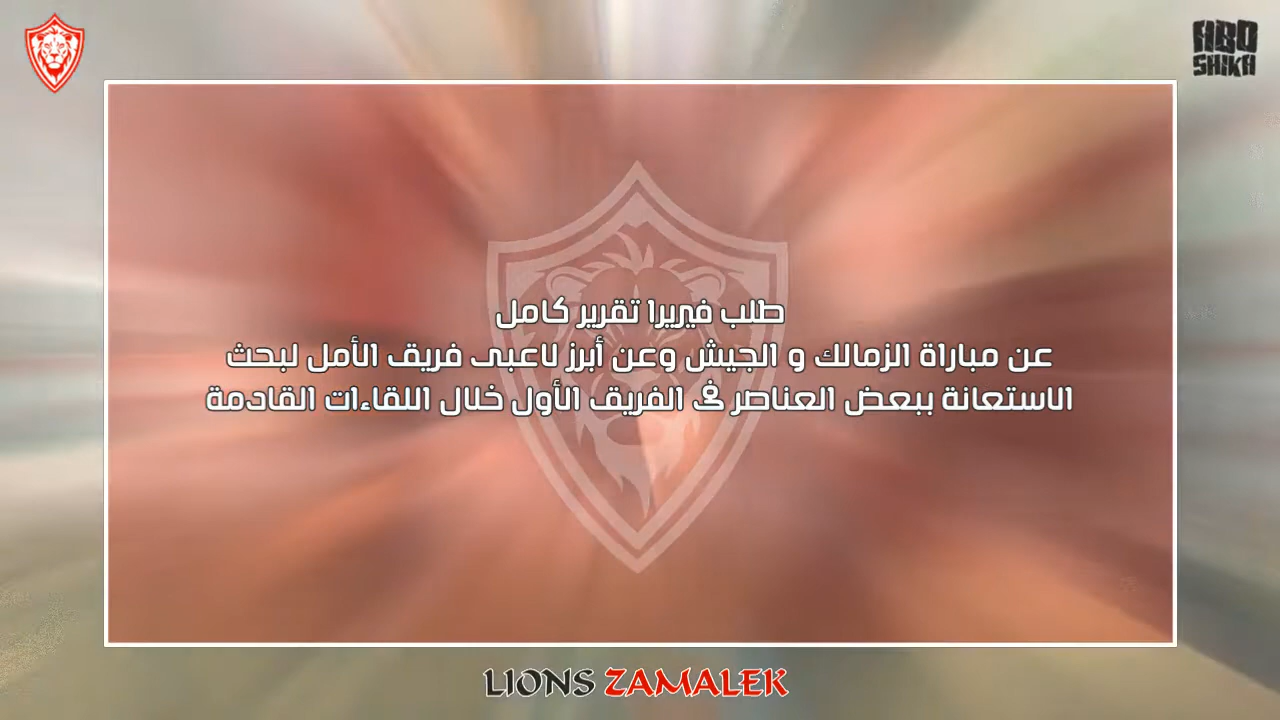 ABO
SHIKA
طلب فيريرا تقرير كامل
عن مباراة الزمالك و الجيش وعن أبرز لاعبى فريق الأمل لبحث
الاستعانة ببعض العناصر فى الفريق الأول خلال اللقاءات القادمة
LIONS ZAMALEK